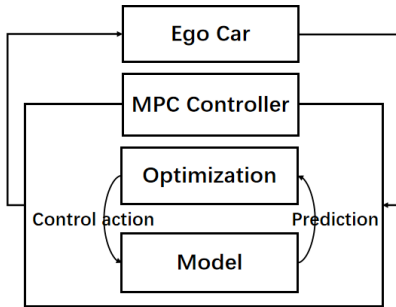 Ego Car
MPC Controller
Optimization
Control action
Prediction
Model